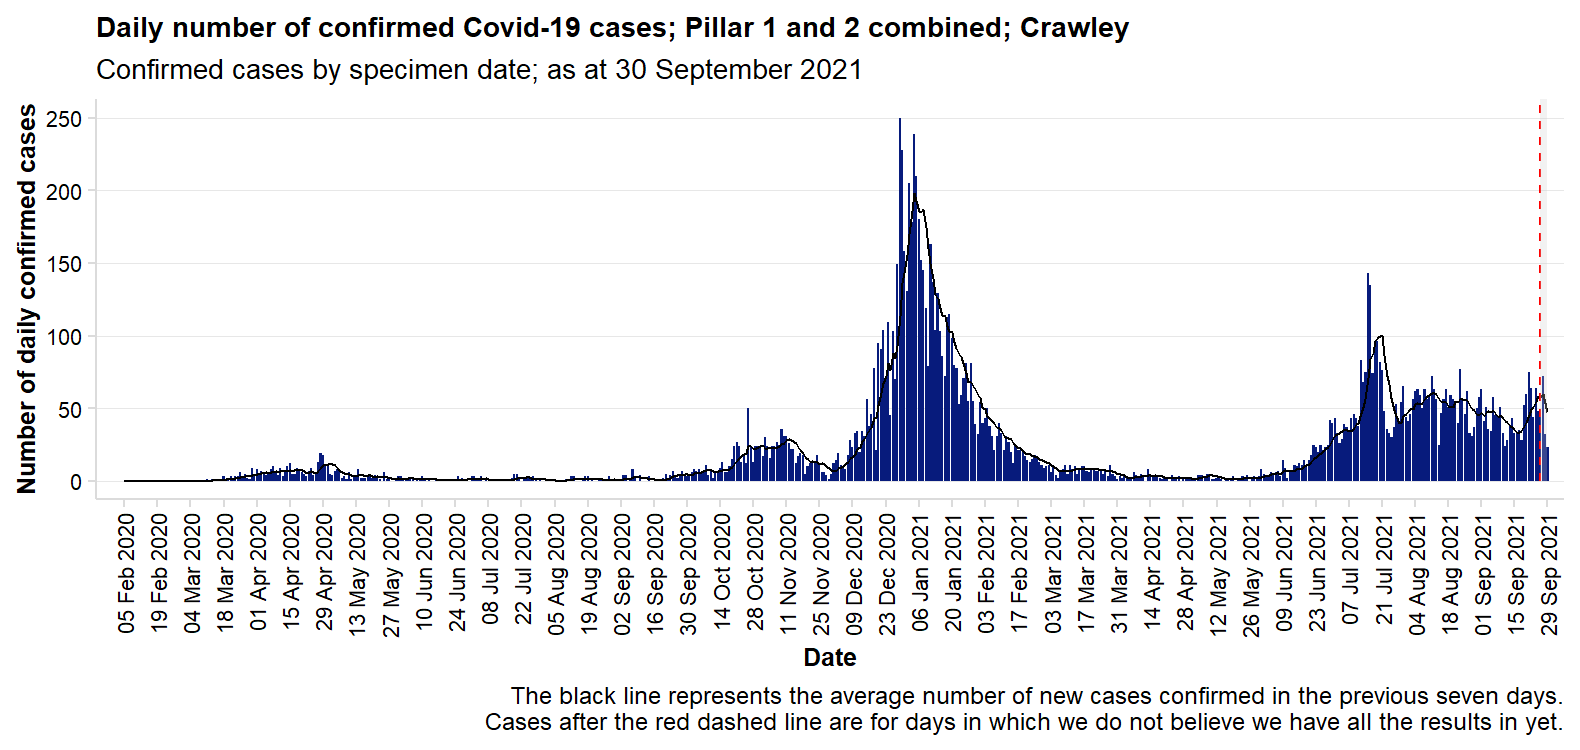 Daily number of confirmed Covid-19 cases; Pillar 1 and 2 combined; Crawley
Confirmed cases by specimen date; as at 30 September 2021
Number of daily confirmed cases
250
200
150
100
50
0
05 Feb 2020
19 Feb 2020
04 Mar 2020
18 Mar 2020
01 Apr 2020
15 Apr 2020
29 Apr 2020
13 May 2020
27 May 2020
10 Jun 2020
24 Jun 2020
08 Jul 2020
22 Jul 2020
05 Aug 2020
19 Aug 2020
02 Sep 2020
16 Sep 2020
30 Sep 2020
14 Oct 2020
28 Oct 2020
11 Nov 2020
25 Nov 2020
09 Dec 2020
23 Dec 2020
06 Jan 2021
20 Jan 2021
03 Feb 2021
17 Feb 2021
03 Mar 2021
17 Mar 2021
31 Mar 2021
14 Apr 2021
28 Apr 2021
12 May 2021
26 May 2021
09 Jun 2021
23 Jun 2021
07 Jul 2021
21 Jul 2021
04 Aug 2021
18 Aug 2021
01 Sep 2021
15 Sep 2021
29 Sep 2021
Date
The black line represents the average number of new cases confirmed in the previous seven days.
Cases after the red dashed line are for days in which we do not believe we have all the results in yet.